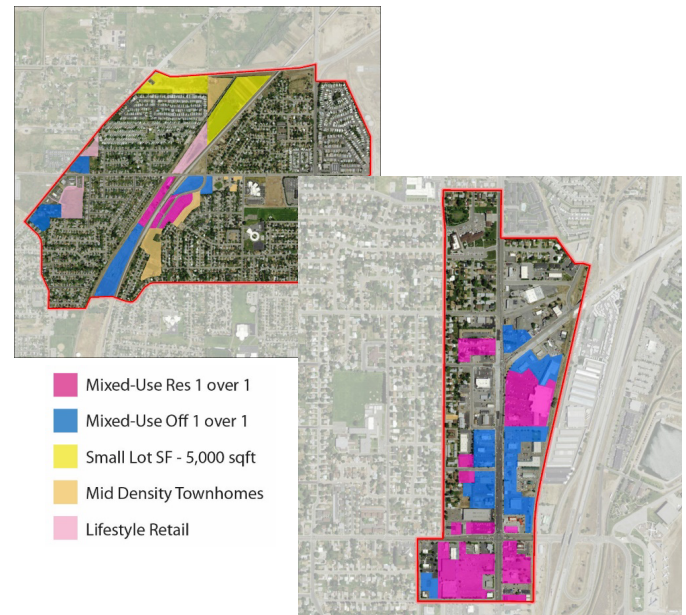 Mixed-Use Res 1 over 1
Mixed-Use Off 1 over 1
Small Lot SF - 5,000 sqft
Mid Density Townhomes
Lifestyle Retail